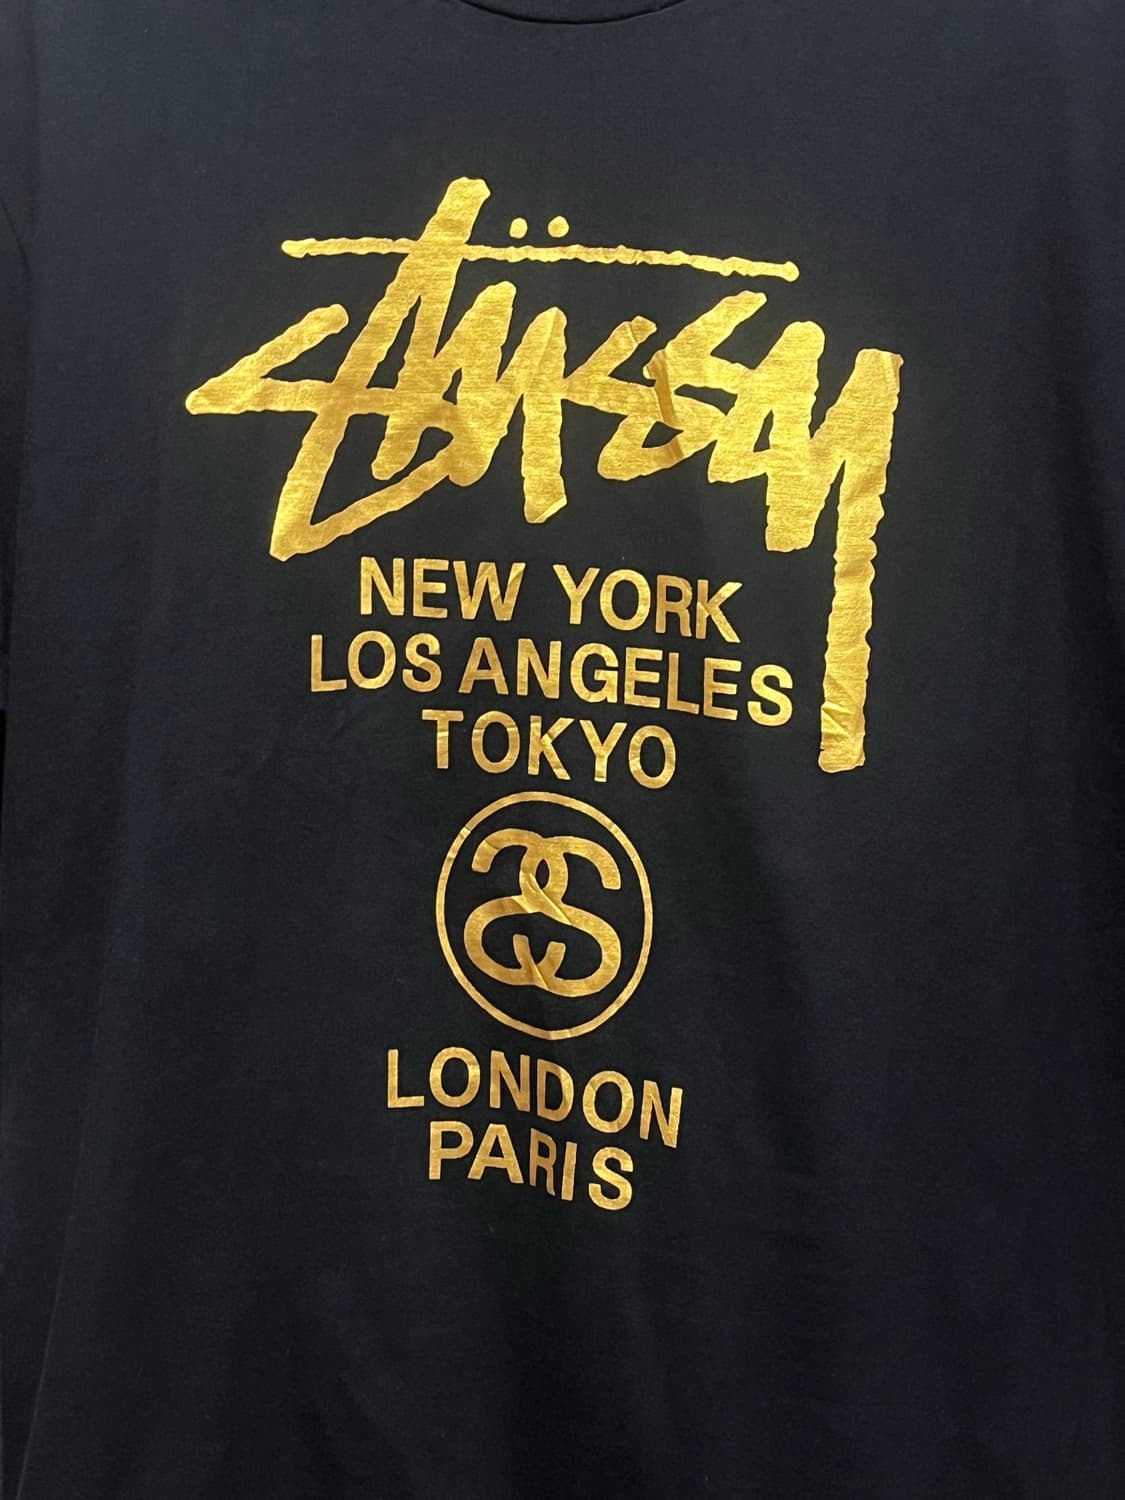 Stüssy
NEW YORK
LOS ANGELES
TOKYO
SS
LONDON
PARIS